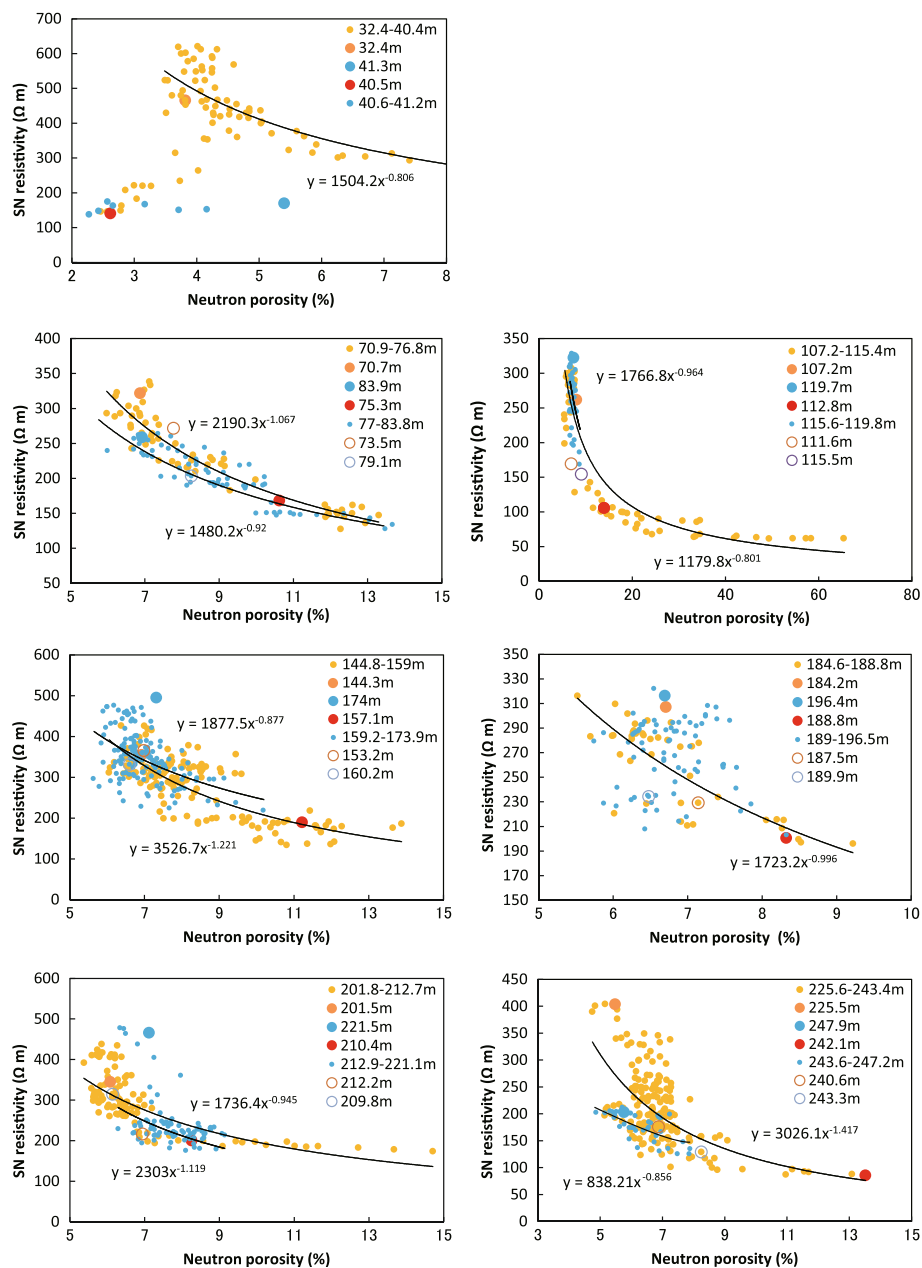 700
600
500
400
300
200
100
0
SN resistivity (Ω m)
2 3 4 5 6 7 8
Neutron porosity (%)
32.4-40.4m
32.4m
41.3m
40.5m
40.6-41.2m
y = 1504.2x-0.806
400
350
300
250
200
150
100
50
SN resistivity (Ω m)
5 7 9 11 13 15
Neutron porosity (%)
70.9-76.8m
70.7m
83.9m
75.3m
77-83.8m
73.5m
79.1m
y = 2190.3x-1.067
y = 1480.2x-0.92
350
300
250
200
150
100
50
0
SN resistivity (Ω m)
0 20 40 60 80
Neutron porosity (%)
107.2-115.4m
107.2m
119.7m
112.8m
115.6-119.8m
111.6m
115.5m
y = 1766.8x-0.964
y = 1179.8x-0.801
600
500
400
300
200
100
0
SN resistivity (Ω m)
5 7 9 11 13 15
Neutron porosity (%)
144.8-159m
144.3m
174m
157.1m
159.2-173.9m
153.2m
160.2m
y = 1877.5x-0.877
y = 3526.7x-1.221
350
330
310
290
270
250
230
210
190
170
150
SN resistivity (Ω m)
5 6 7 8 9 10
Neutron porosity (%)
184.6-188.8m
184.2m
196.4m
188.8m
189-196.5m
187.5m
189.9m
y = 1723.2x-0.996
600
500
400
300
200
100
0
SN resistivity (Ω m)
5 7 9 11 13 15
Neutron porosity (%)
201.8-212.7m
201.5m
221.5m
210.4m
212.9-221.1m
212.2m
209.8m
y = 1736.4x-0.945
y = 2303x-1.119
450
400
350
300
250
200
150
100
50
0
SN resistivity (Ω m)
3 5 7 9 11 13 15
Neutron porosity (%)
225.6-243.4m
225.5m
247.9m
242.1m
243.6-247.2m
240.6m
243.3m
y = 3026.1x-1.417
y = 838.21x-0.856